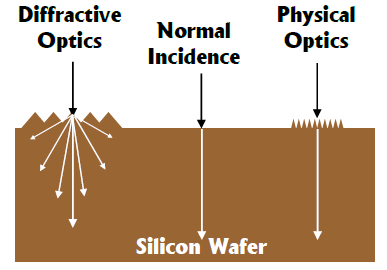 Diffractive
Optics
Normal
Incidence
Physical
Optics
Silicon Wafer